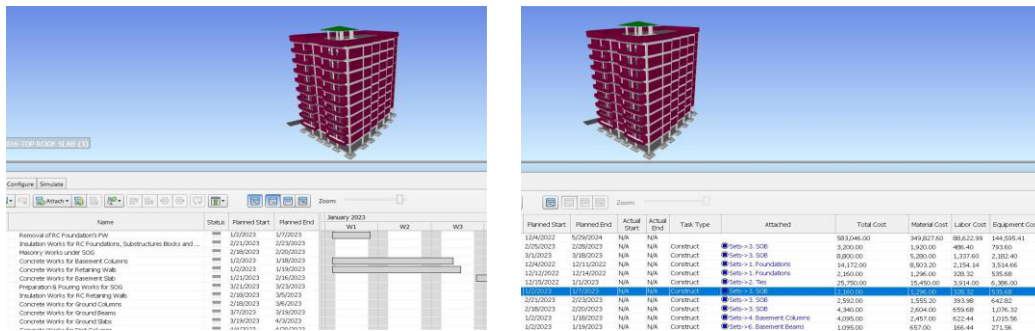 016-TOP ROOF SLAB (3)
Configure Simulate
Attach Zoom:
Name Status Planned Start Planned End January 2023
W1 W2 W3
Removal of RC Foundation's FW 1/2/2023 1/7/2023
Insulation Works for RC Foundations, Substructures Blocks and ... 2/21/2023 2/23/2023
Masonry Works under SOG 2/18/2023 2/20/2023
Concrete Works for Basement Columns 1/2/2023 1/18/2023
Concrete Works for Retaining Walls 1/2/2023 1/19/2023
Concrete Works for Basement Slab 1/21/2023 2/16/2023
Preparation & Pouring Works for SOG 3/21/2023 3/23/2023
Insulation Works for RC Retaining Walls 2/18/2023 3/5/2023
Concrete Works for Ground Columns 2/18/2023 3/6/2023
Concrete Works for Ground Beams 3/7/2023 3/19/2023
Concrete Works for Ground Slabs 3/19/2023 4/3/2023
4/4/2023 4/20/2023
Zoom:
Planned Start Planned End Actual Start Actual End Task Type Attached Total Cost Material Cost Labor Cost Equipment Cos
12/4/2022 5/29/2024 N/A N/A 583,046.00 349,827.60 88,622.99 144,595.41
2/25/2023 2/28/2023 N/A N/A Construct Sets->3. SOB 3,200.00 1,920.00 486.40 793.60
3/1/2023 3/18/2023 N/A N/A Construct Sets->3. SOB 8,800.00 5,280.00 1,337.60 2,182.40
12/4/2022 12/11/2022 N/A N/A Construct Sets->1. Foundations 14,172.00 8,503.20 2,154.14 3,514.66
12/12/2022 12/14/2022 N/A N/A Construct Sets->1. Foundations 2,160.00 1,296.00 328.32 535.68
12/15/2022 1/1/2023 N/A N/A Construct Sets->2. Ties 25,750.00 15,450.00 3,914.00 6,386.00
1/2/2023 1/7/2023 N/A N/A Construct Sets->3. SOB 2,160.00 1,296.00 328.32 535.68
2/21/2023 2/23/2023 N/A N/A Construct Sets->3. SOB 2,592.00 1,555.20 393.98 642.82
2/18/2023 2/20/2023 N/A N/A Construct Sets->3. SOB 4,340.00 2,604.00 659.68 1,076.32
1/2/2023 1/18/2023 N/A N/A Construct Sets->4. Basement Columns 4,095.00 2,457.00 622.44 1,015.56
1/2/2023 1/19/2023 N/A N/A Construct Sets->6. Basement Beams 1,095.00 657.00 166.44 271.56